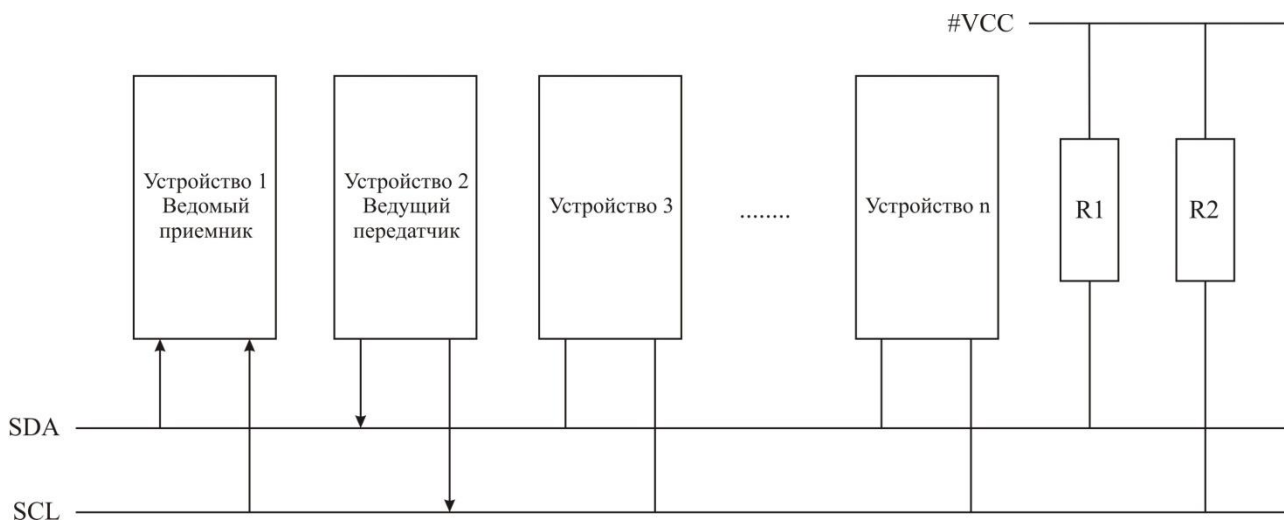 #VCC
Устройство 1
Ведомый
приемник
Устройство 2
Ведущий
передатчик
Устройство 3
........
Устройство n
R1
R2
SDA
SCL